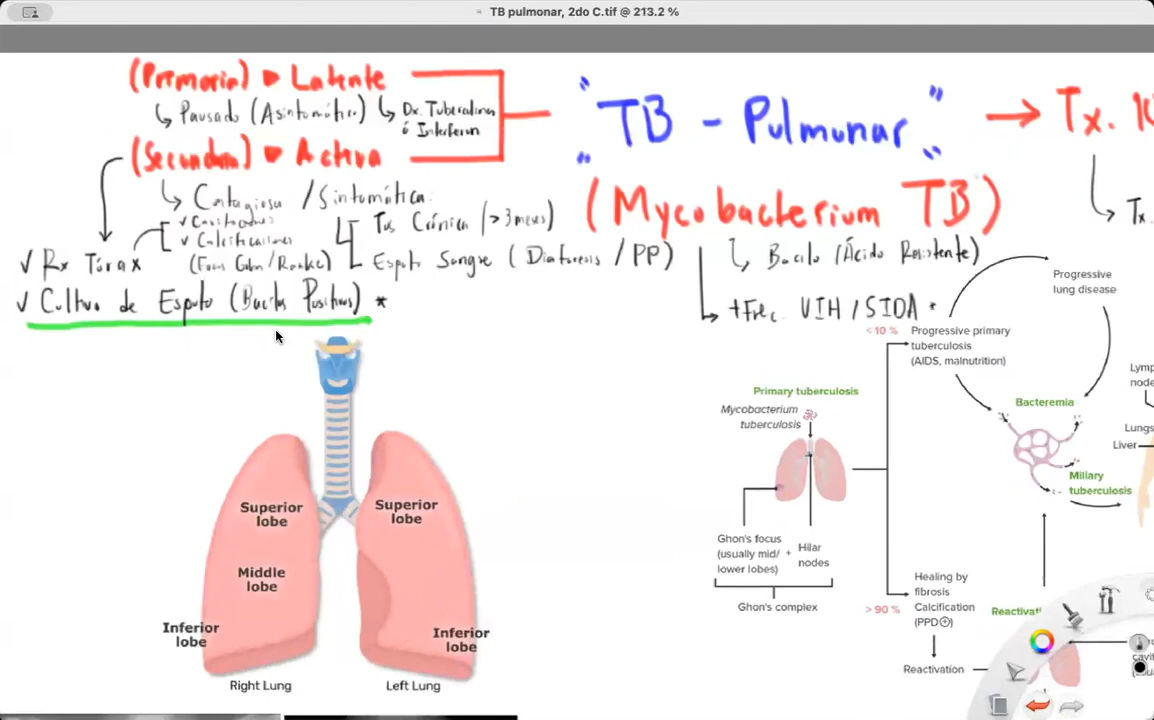 TB pulmonar, 2do C.tif @ 213.2 %
(Primaria) Latente
Pausado (Asintomático) Dx. Tuberculina
ó Interferon
(Secundaria) Activa
Contagiosa / Sintomática:
✓ Cavitaciones
✓ Calcificaciones
(Focos Gohn/Ranke)
Tos Crónica (>3 meses)
Esputo Sangre (Diaforesis / PP)
✓ Rx Tórax
✓ Cultivo de Esputo (Bacilos Positivos) *
"TB - Pulmonar"
(Mycobacterium TB)
Bacilo (Ácido Resistente)
+ Frec. VIH / SIDA *
→ Tx.
Tx.
Superior lobe
Superior lobe
Middle lobe
Inferior lobe
Inferior lobe
Right Lung
Left Lung
Primary tuberculosis
Mycobacterium
tuberculosis
Ghon's focus
(usually mid/
lower lobes)
+
Hilar
nodes
Ghon's complex
<10 %
Progressive primary
tuberculosis
(AIDS, malnutrition)
Progressive
lung disease
Bacteremia
Miliary
tuberculosis
Lungs
Liver
>90 %
Healing by
fibrosis
Calcification
(PPD⊕)
Reactivation